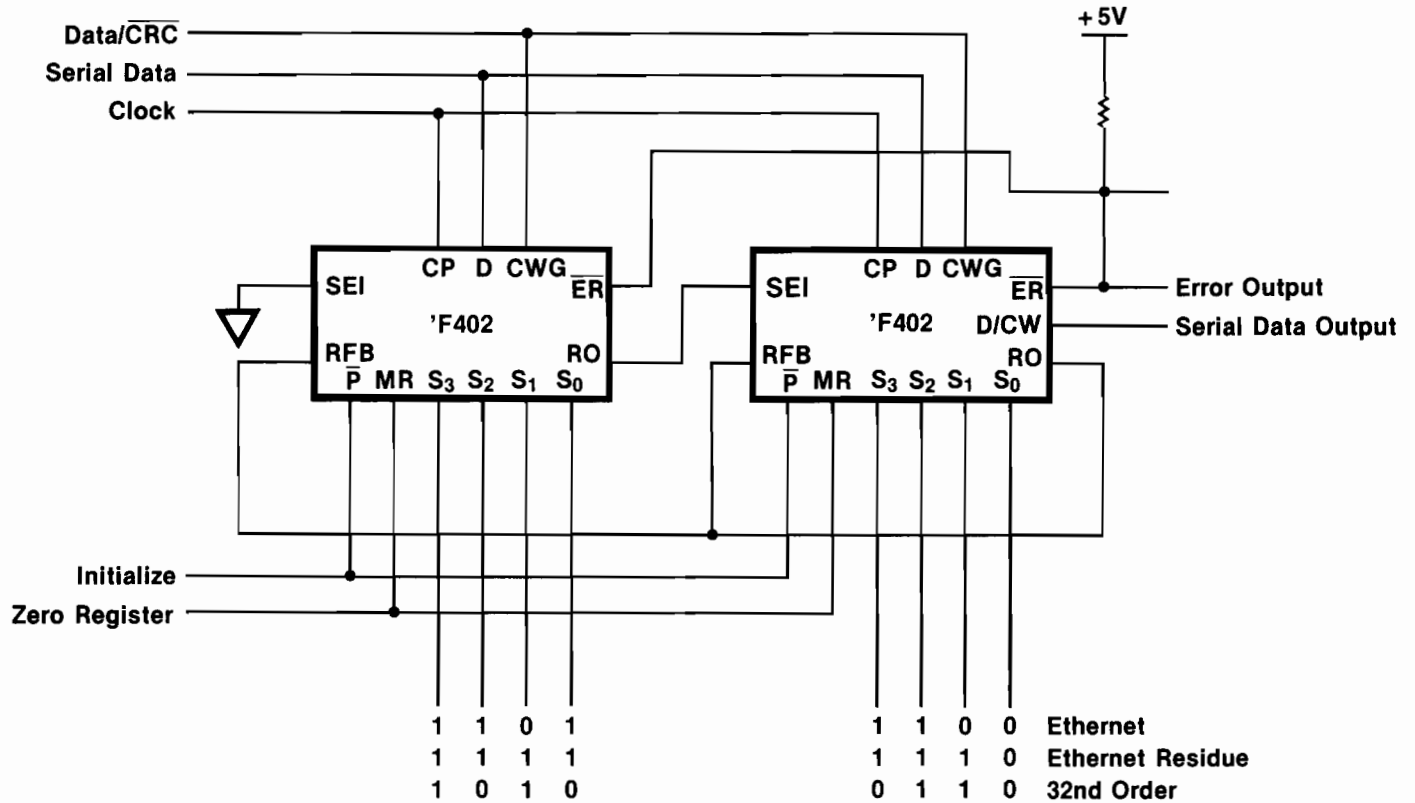 +5V
Data/C̅R̅C̅
Serial Data
Clock
CP D CWG
SEI
E̅R̅
'F402
RFB
RO
P̅ MR S₃ S₂ S₁ S₀
CP D CWG
SEI
E̅R̅
'F402
D/CW
RFB
RO
P̅ MR S₃ S₂ S₁ S₀
Error Output
Serial Data Output
Initialize
Zero Register
1 1 0 1 1 1 0 0 Ethernet
1 1 1 1 1 1 1 0 Ethernet Residue
1 0 1 0 0 1 1 0 32nd Order